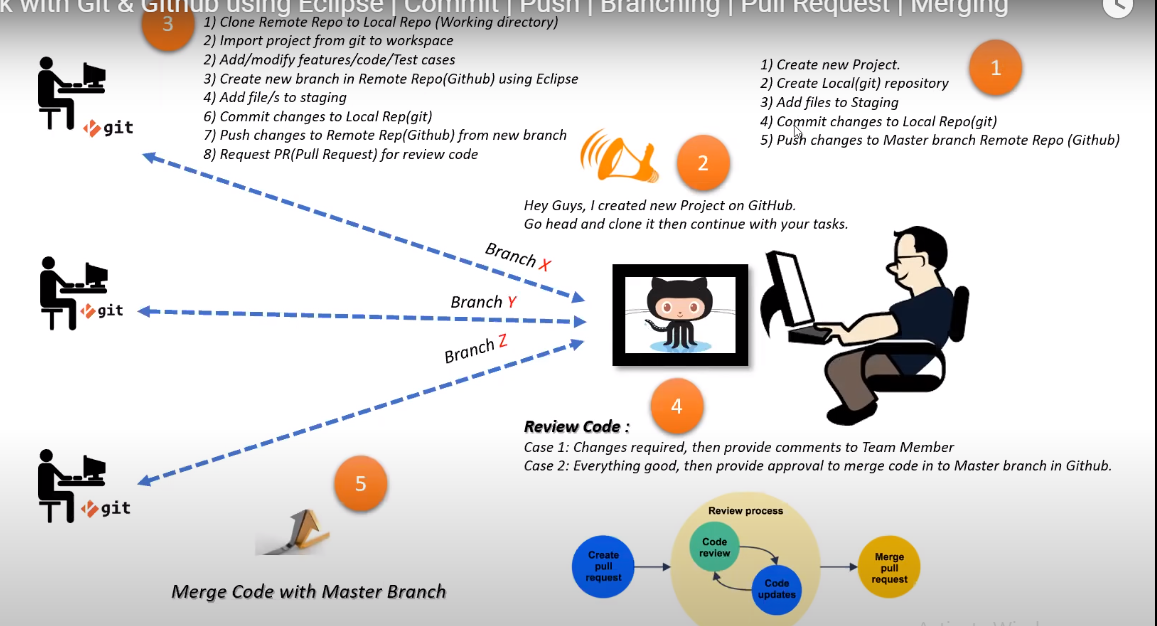 k with Git & Github using Eclipse | Commit | Push | Branching | Pull Request | Merging
3
1) Clone Remote Repo to Local Repo (Working directory)
2) Import project from git to workspace
2) Add/modify features/code/Test cases
3) Create new branch in Remote Repo(Github) using Eclipse
4) Add file/s to staging
6) Commit changes to Local Rep(git)
7) Push changes to Remote Rep(Github) from new branch
8) Request PR(Pull Request) for review code
git
1
1) Create new Project.
2) Create Local(git) repository
3) Add files to Staging
4) Commit changes to Local Repo(git)
5) Push changes to Master branch Remote Repo (Github)
2
Hey Guys, I created new Project on GitHub.
Go head and clone it then continue with your tasks.
Branch X
Branch Y
Branch Z
git
git
4
Review Code :
Case 1: Changes required, then provide comments to Team Member
Case 2: Everything good, then provide approval to merge code in to Master branch in Github.
5
Merge Code with Master Branch
Review process
Create
pull
request
Code
review
Code
updates
Merge
pull
request